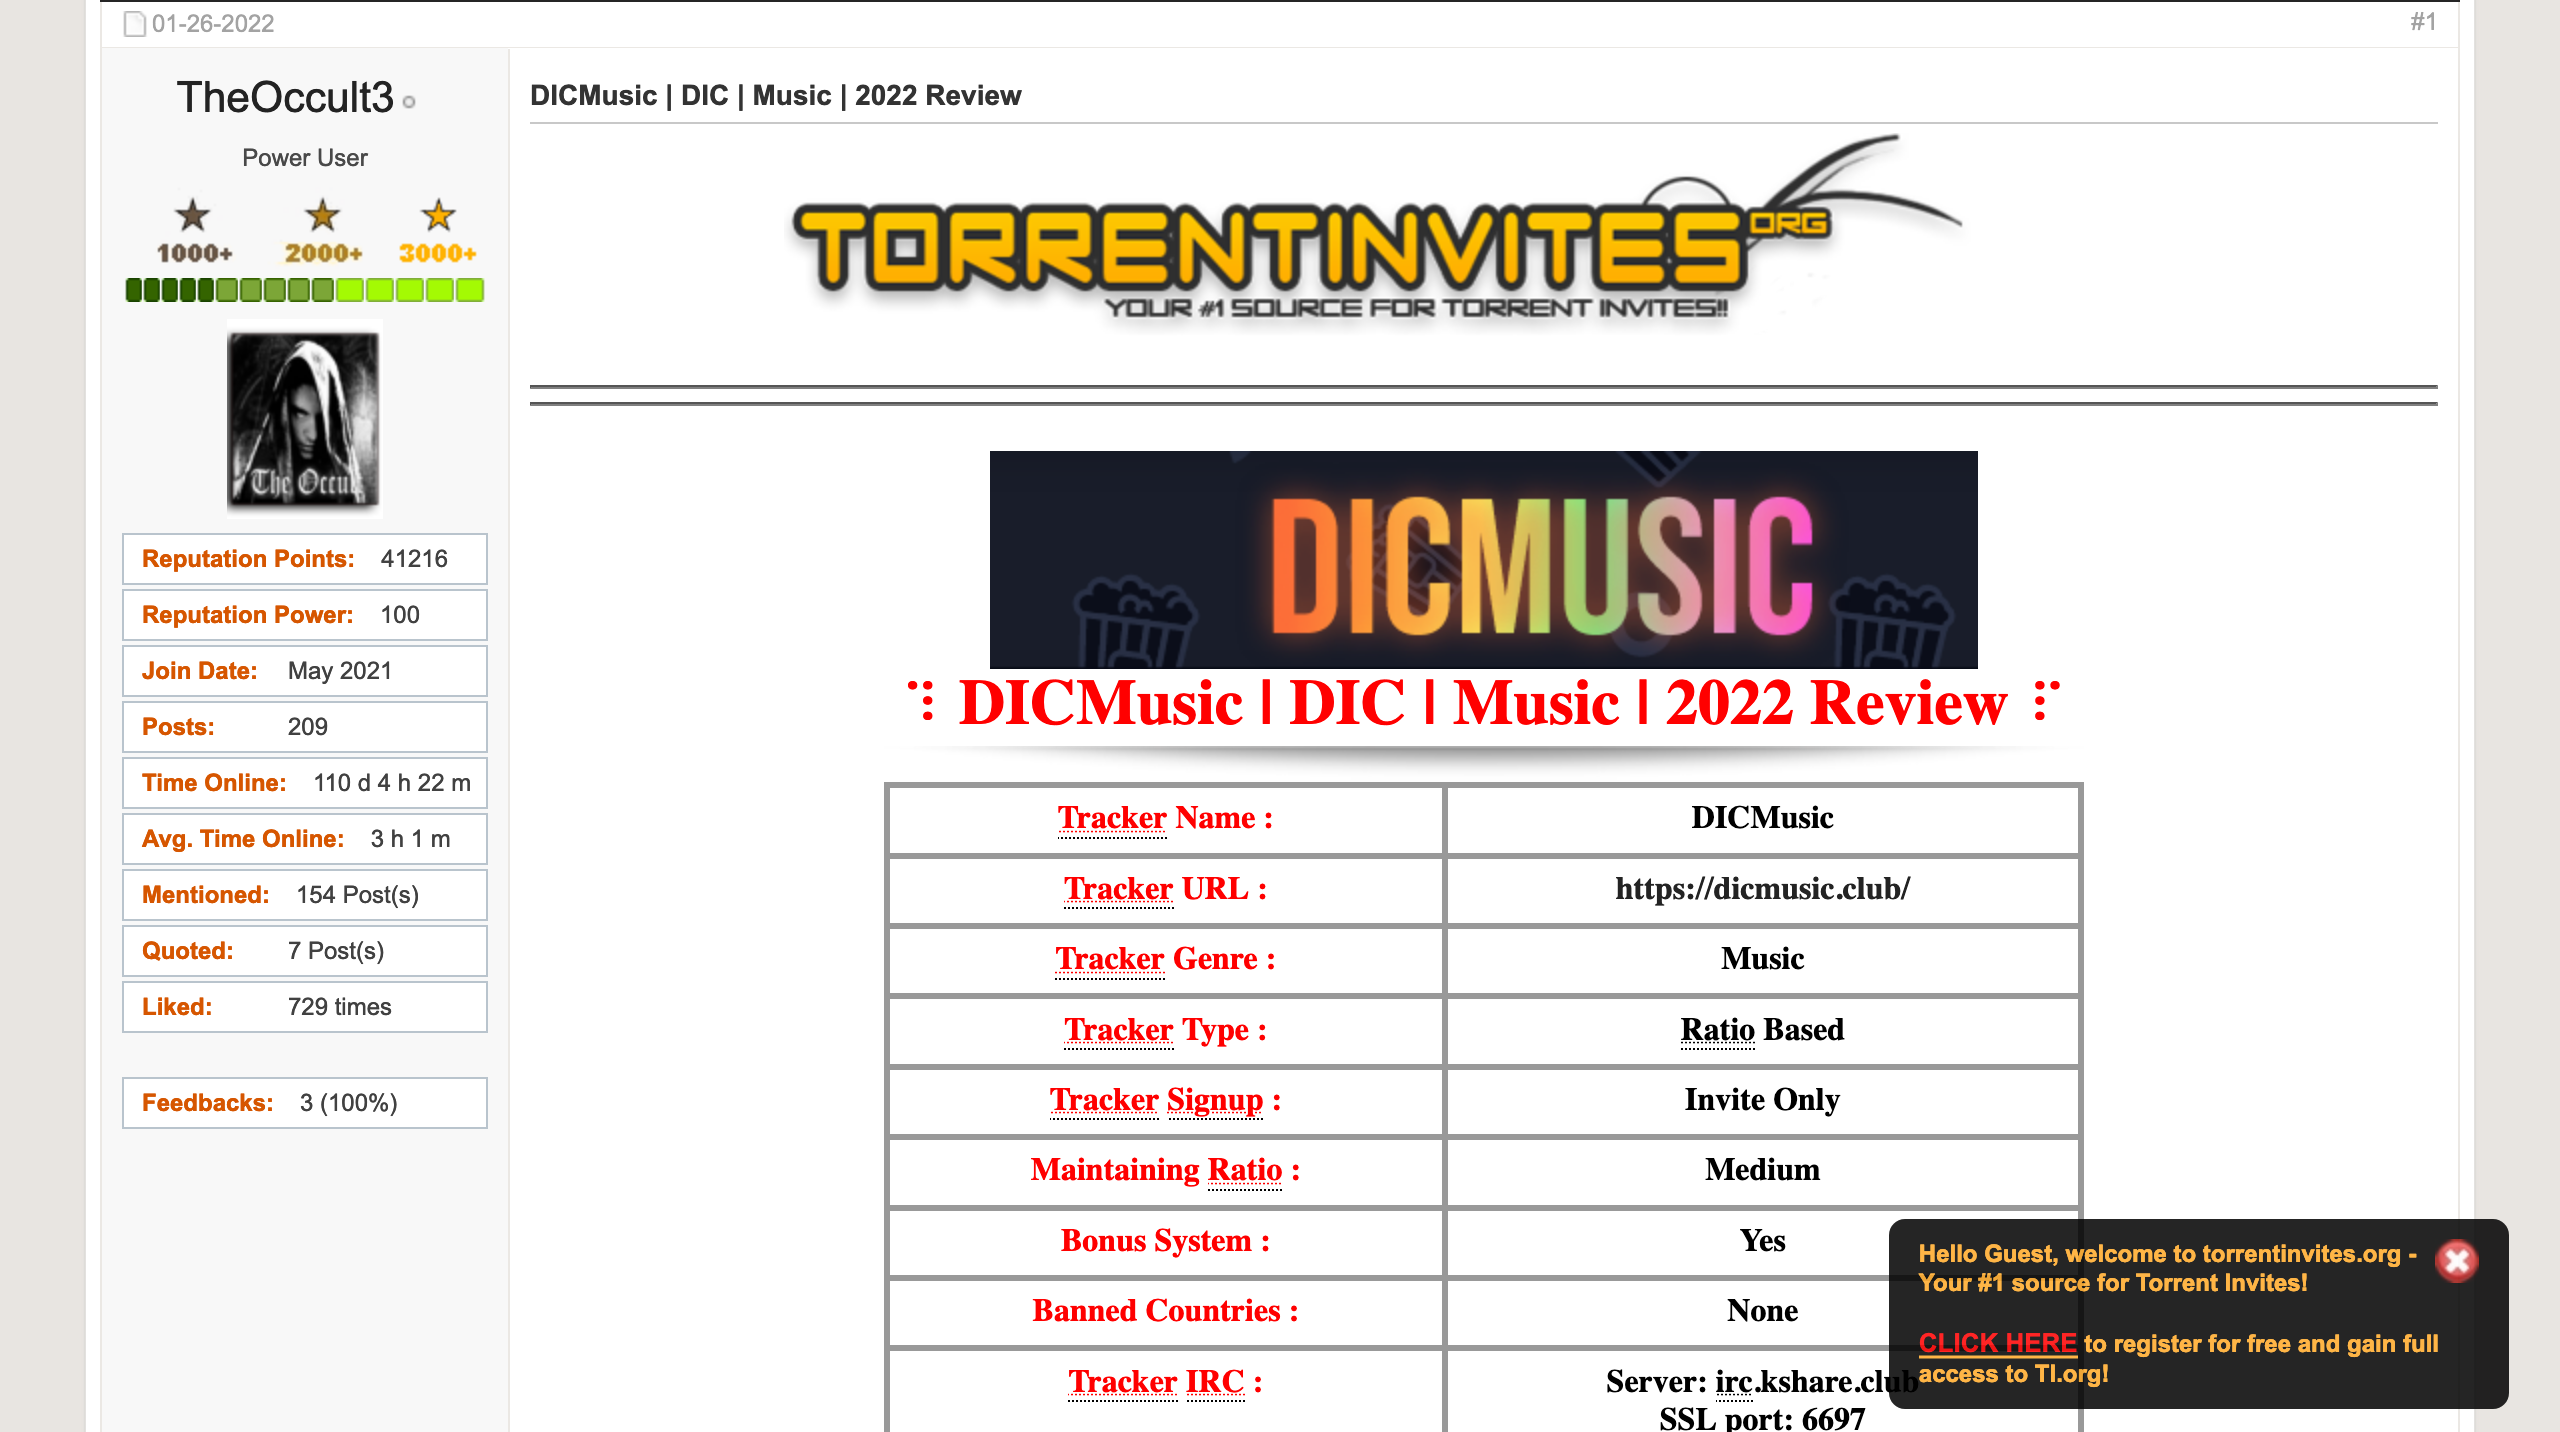 01-26-2022
#1
TheOccult3
Power User
1000+ 2000+ 3000+
The Occu
Reputation Points: 41216
Reputation Power: 100
Join Date: May 2021
Posts: 209
Time Online: 110 d 4 h 22 m
Avg. Time Online: 3 h 1 m
Mentioned: 154 Post(s)
Quoted: 7 Post(s)
Liked: 729 times
Feedbacks: 3 (100%)
DICMusic | DIC | Music | 2022 Review
TORRENTINVITES ORG
YOUR #1 SOURCE FOR TORRENT INVITES!!
DICMUSIC
⠹ DICMusic | DIC | Music | 2022 Review ⠏
Tracker Name : DICMusic
Tracker URL : https://dicmusic.club/
Tracker Genre : Music
Tracker Type : Ratio Based
Tracker Signup : Invite Only
Maintaining Ratio : Medium
Bonus System : Yes
Banned Countries : None
Tracker IRC : Server: irc.kshare.club
SSL port: 6697
Hello Guest, welcome to torrentinvites.org -
Your #1 source for Torrent Invites!
CLICK HERE to register for free and gain full
access to TI.org!